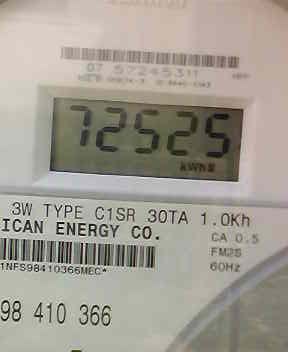 07 57245311
72525
kWh
3W TYPE C1SR 30TA 1.0Kh
ICAN ENERGY CO.
CA 0.5
FM2S
60Hz
1NFS98410366MEC*
98 410 366